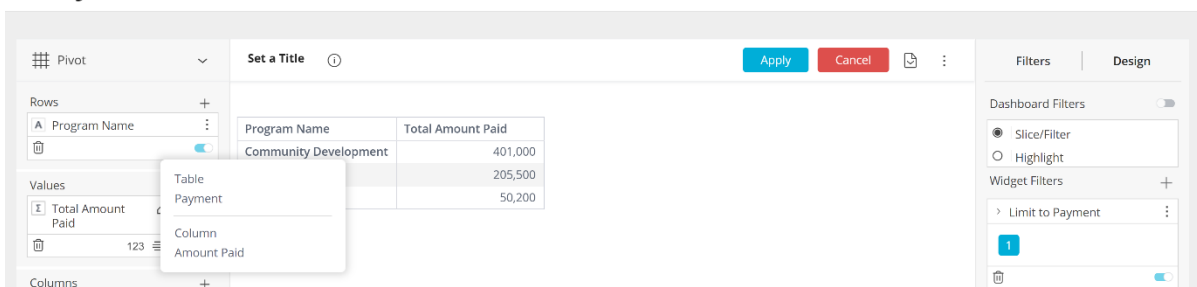 Pivot
Set a Title
Apply
Cancel
Filters
Design
Rows
A Program Name
Values
Σ Total Amount
Paid
123
Columns
Table
Payment
Column
Amount Paid
Program Name Total Amount Paid
Community Development 401,000
205,500
50,200
Dashboard Filters
Slice/Filter
Highlight
Widget Filters
Limit to Payment
1